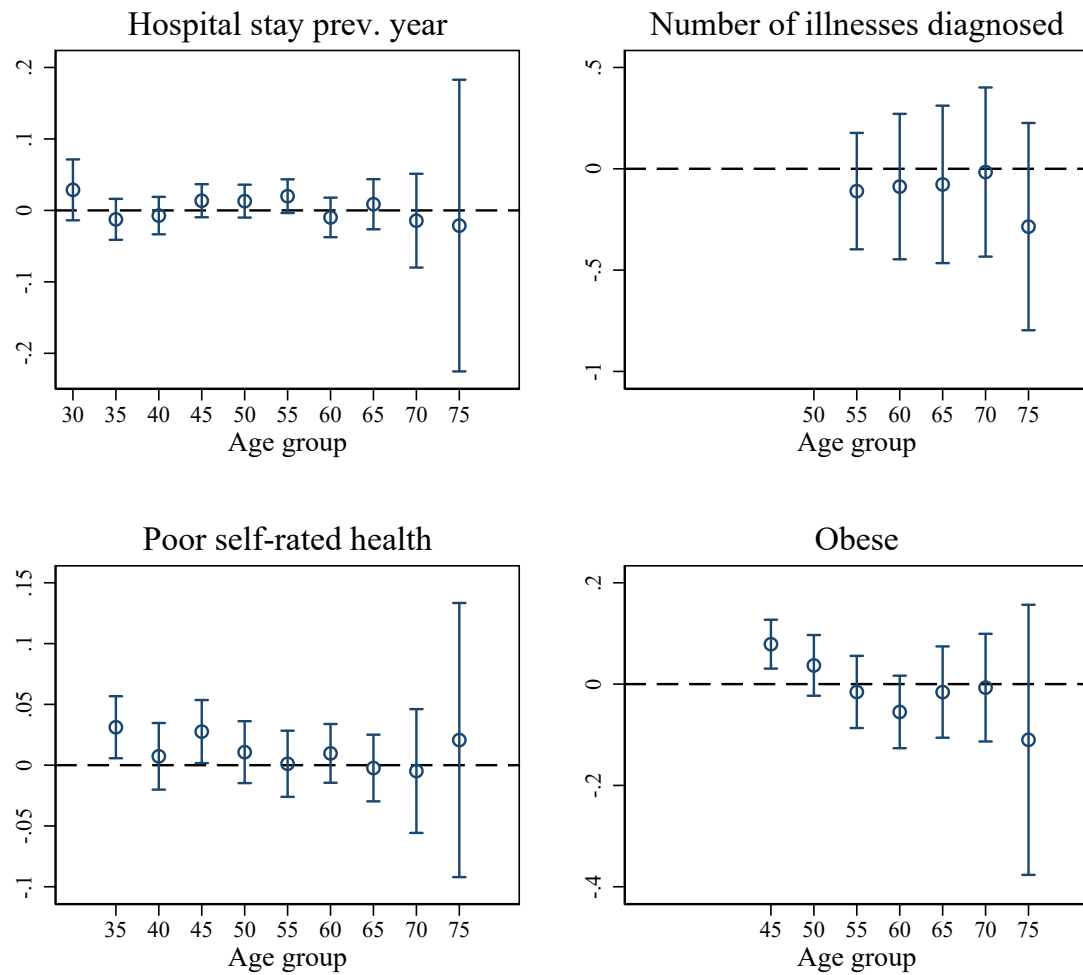 Hospital stay prev. year
.2
.1
0
-.1
-.2
30 35 40 45 50 55 60 65 70 75
Age group
Number of illnesses diagnosed
.5
0
-.5
-1
50 55 60 65 70 75
Age group
Poor self-rated health
.15
.1
.05
0
-.05
-.1
35 40 45 50 55 60 65 70 75
Age group
Obese
.2
0
-.2
-.4
45 50 55 60 65 70 75
Age group